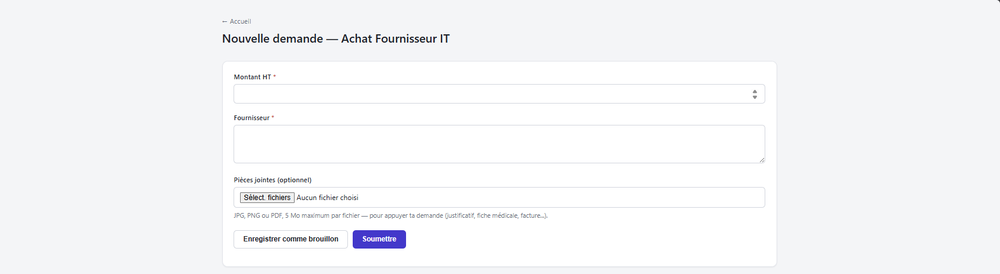 ← Accueil
Nouvelle demande — Achat Fournisseur IT
Montant HT *
Fournisseur *
Pièces jointes (optionnel)
Sélect. fichiers Aucun fichier choisi
JPG, PNG ou PDF, 5 Mo maximum par fichier — pour appuyer ta demande (justificatif, fiche médicale, facture...).
Enregistrer comme brouillon Soumettre